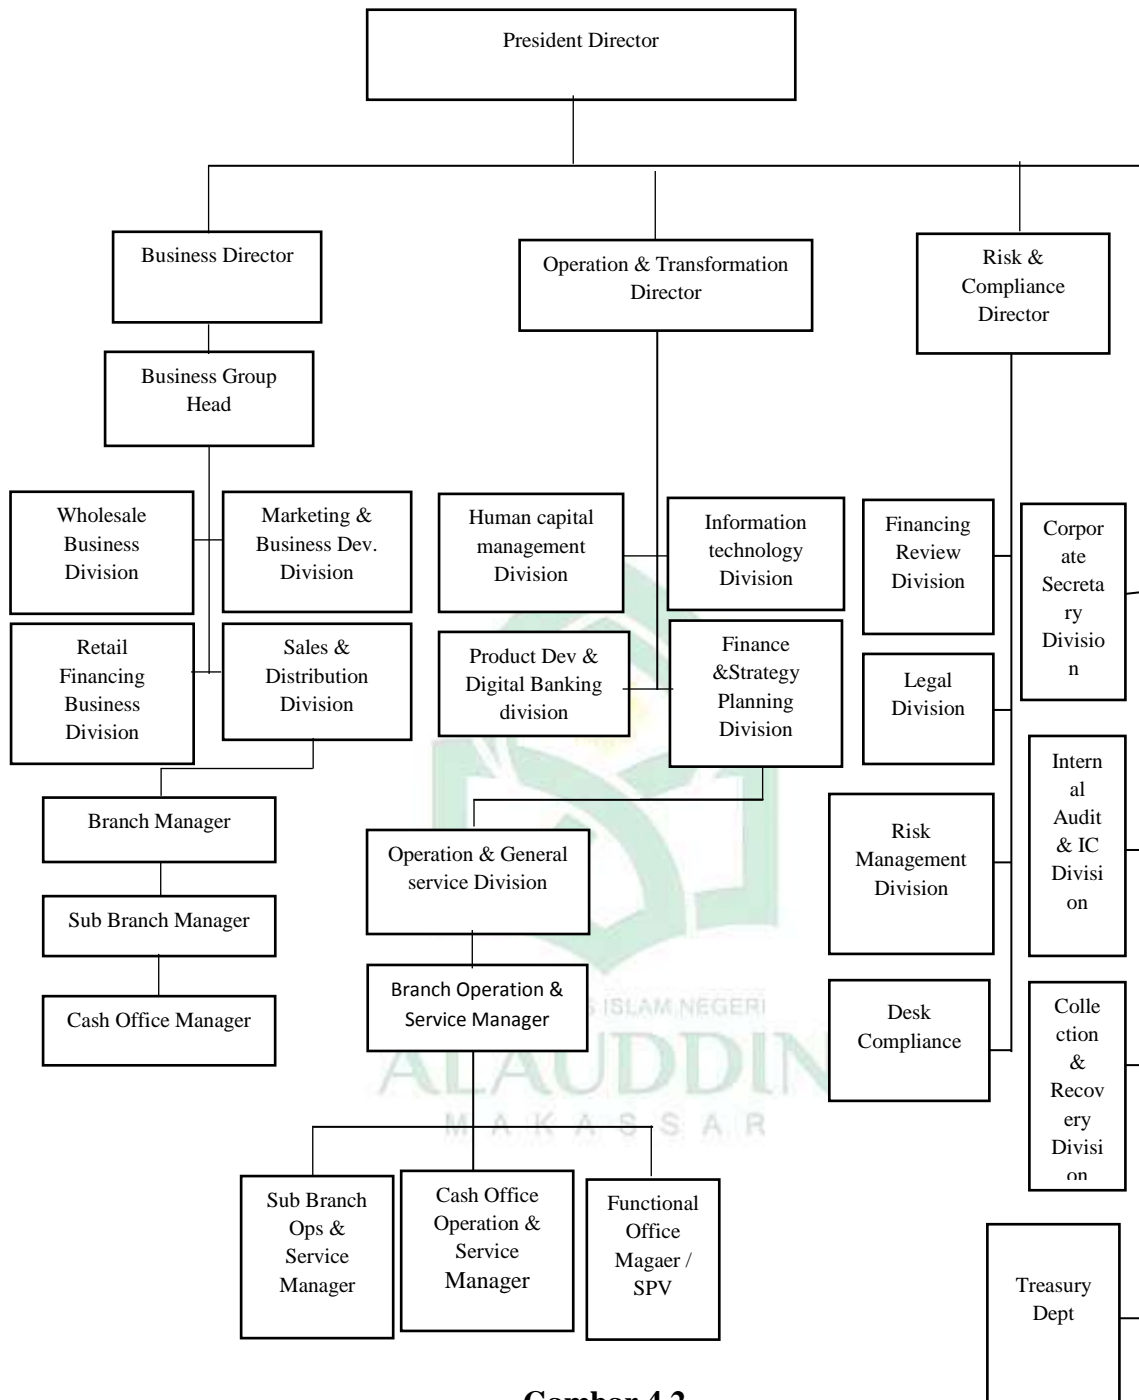 President Director
Business Director
Operation & Transformation
Director
Risk &
Compliance
Director
Business Group
Head
Wholesale
Business
Division
Marketing &
Business Dev.
Division
Human capital
management
Division
Information
technology
Division
Financing
Review
Division
Corpor
ate
Secreta
ry
Divisio
n
Retail
Financing
Business
Division
Sales &
Distribution
Division
Product Dev &
Digital Banking
division
Finance
&Strategy
Planning
Division
Legal
Division
Intern
al
Audit
& IC
Divisi
on
Branch Manager
Operation & General
service Division
Risk
Management
Division
Sub Branch Manager
Branch Operation &
Service Manager
Cash Office Manager
Desk
Compliance
Colle
ction
&
Recov
ery
Divisi
on
S ISLAM NEGERI
ALAUDDIN
MAKASSAR
Sub Branch
Ops &
Service
Manager
Cash Office
Operation &
Service
Manager
Functional
Office
Magaer /
SPV
Treasury
Dept
Gambar 4.2